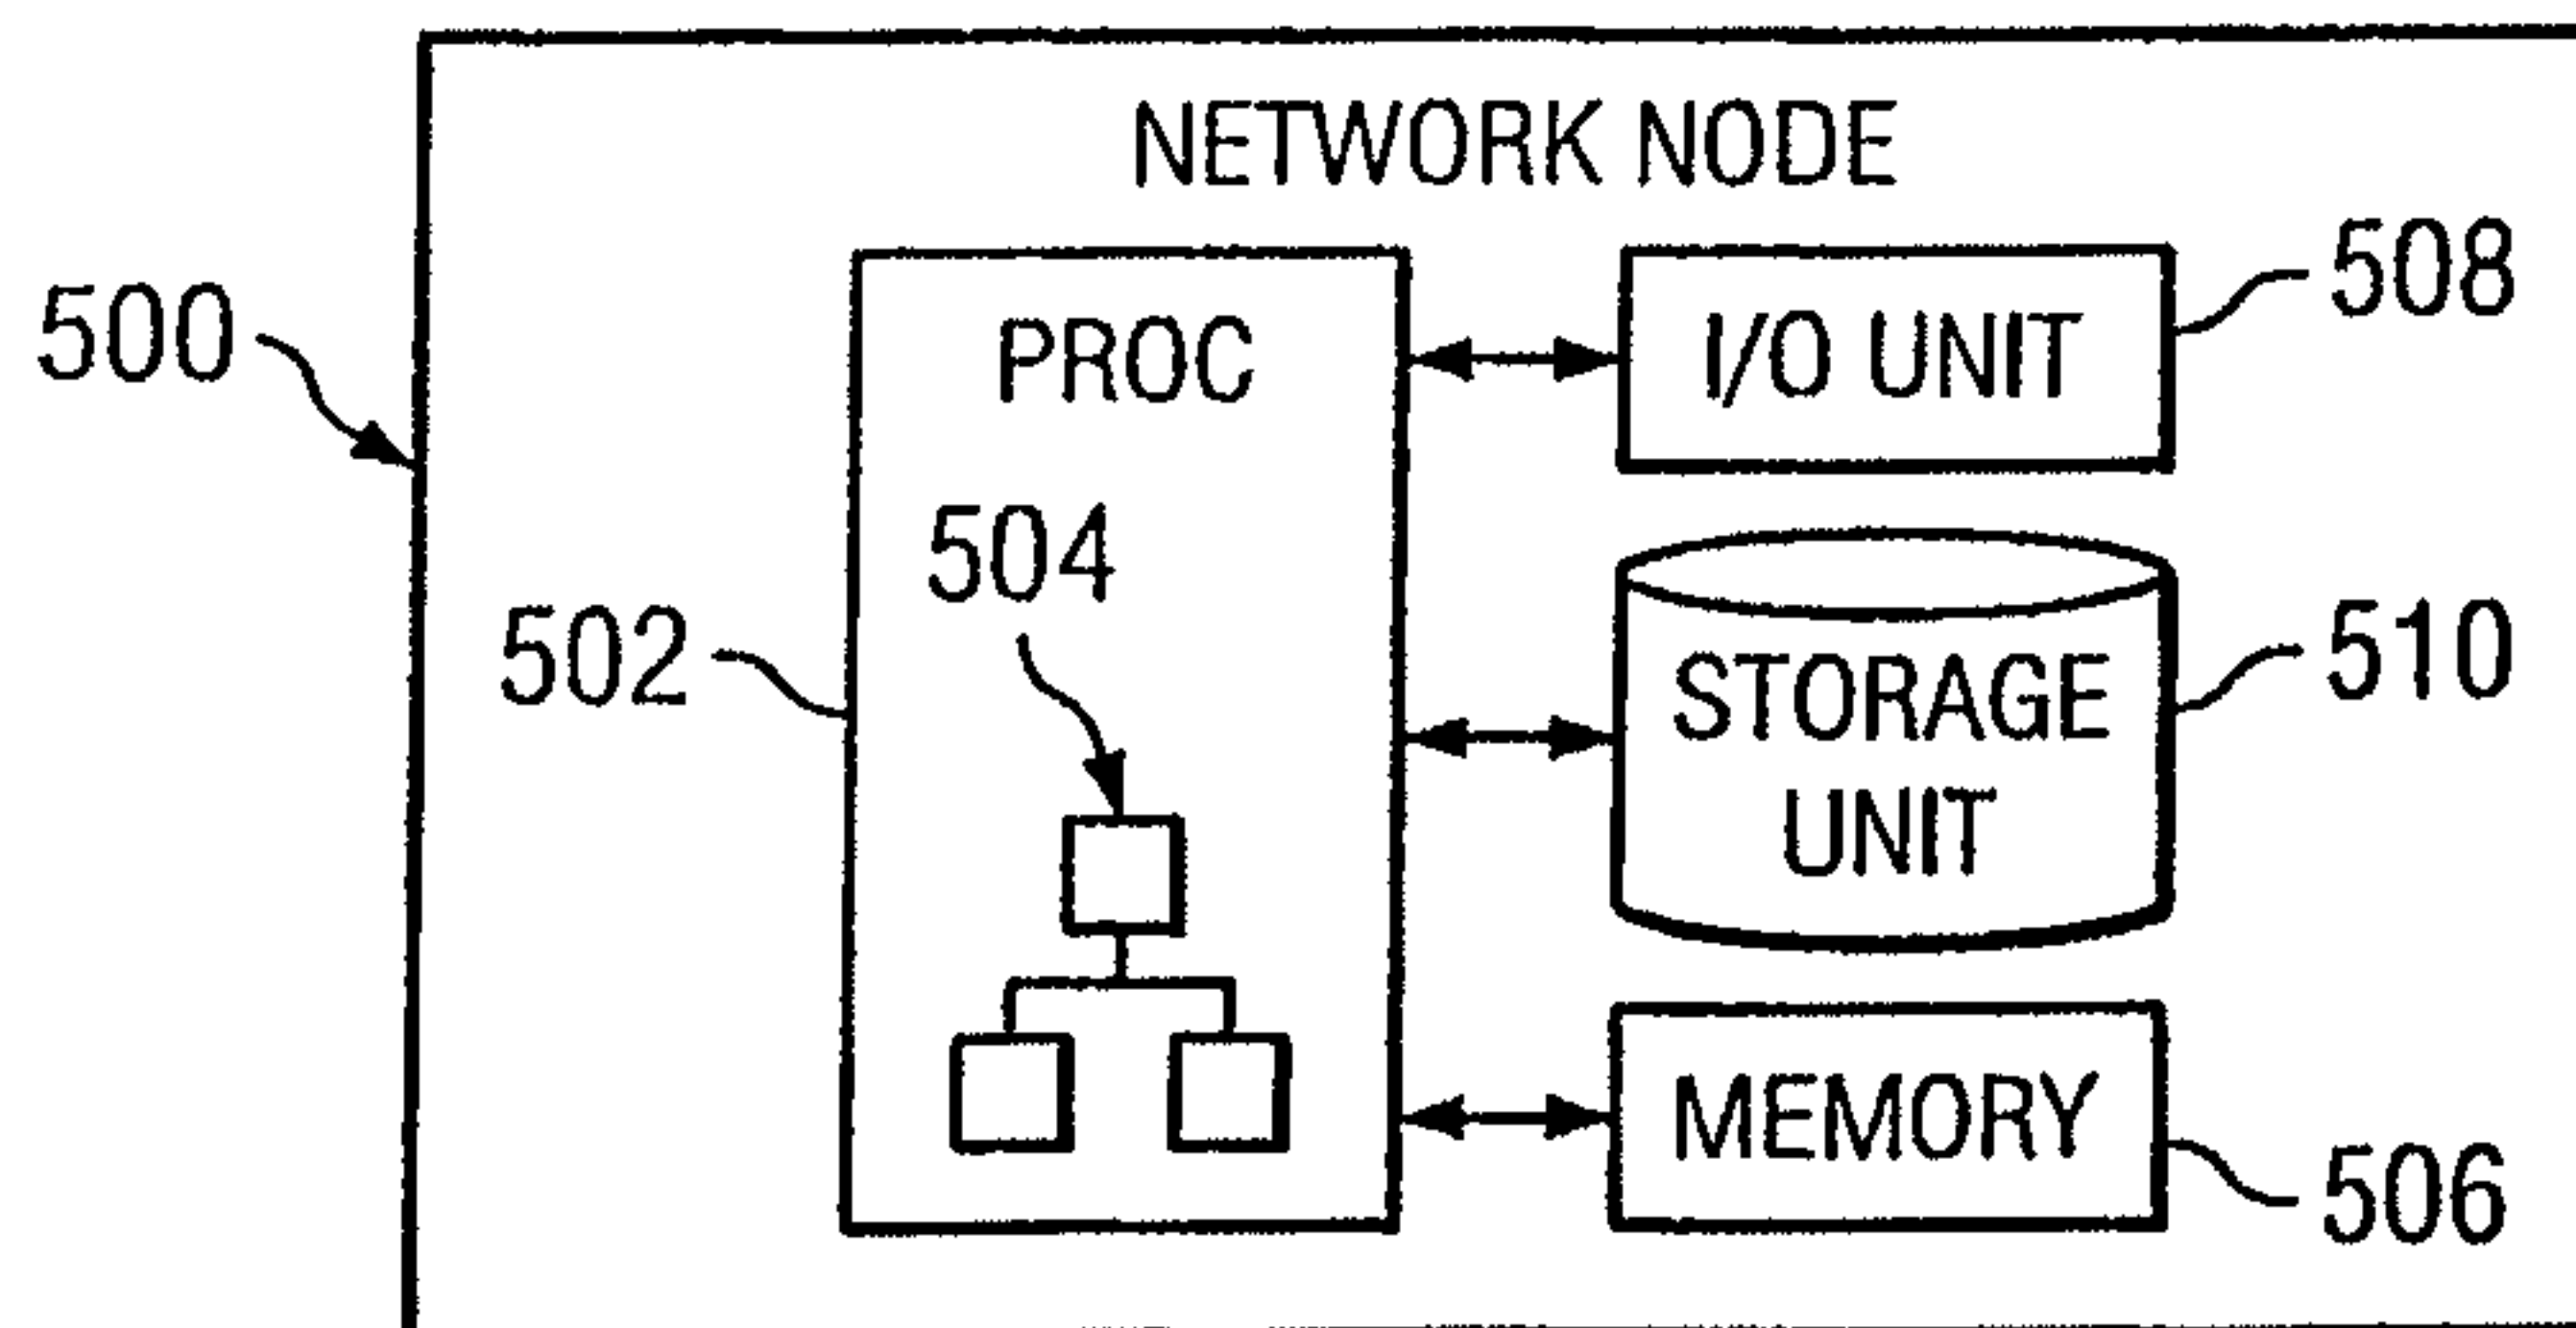 NETWORK NODE
500
PROC
I/O UNIT
508
504
502
STORAGE
UNIT
510
MEMORY
506